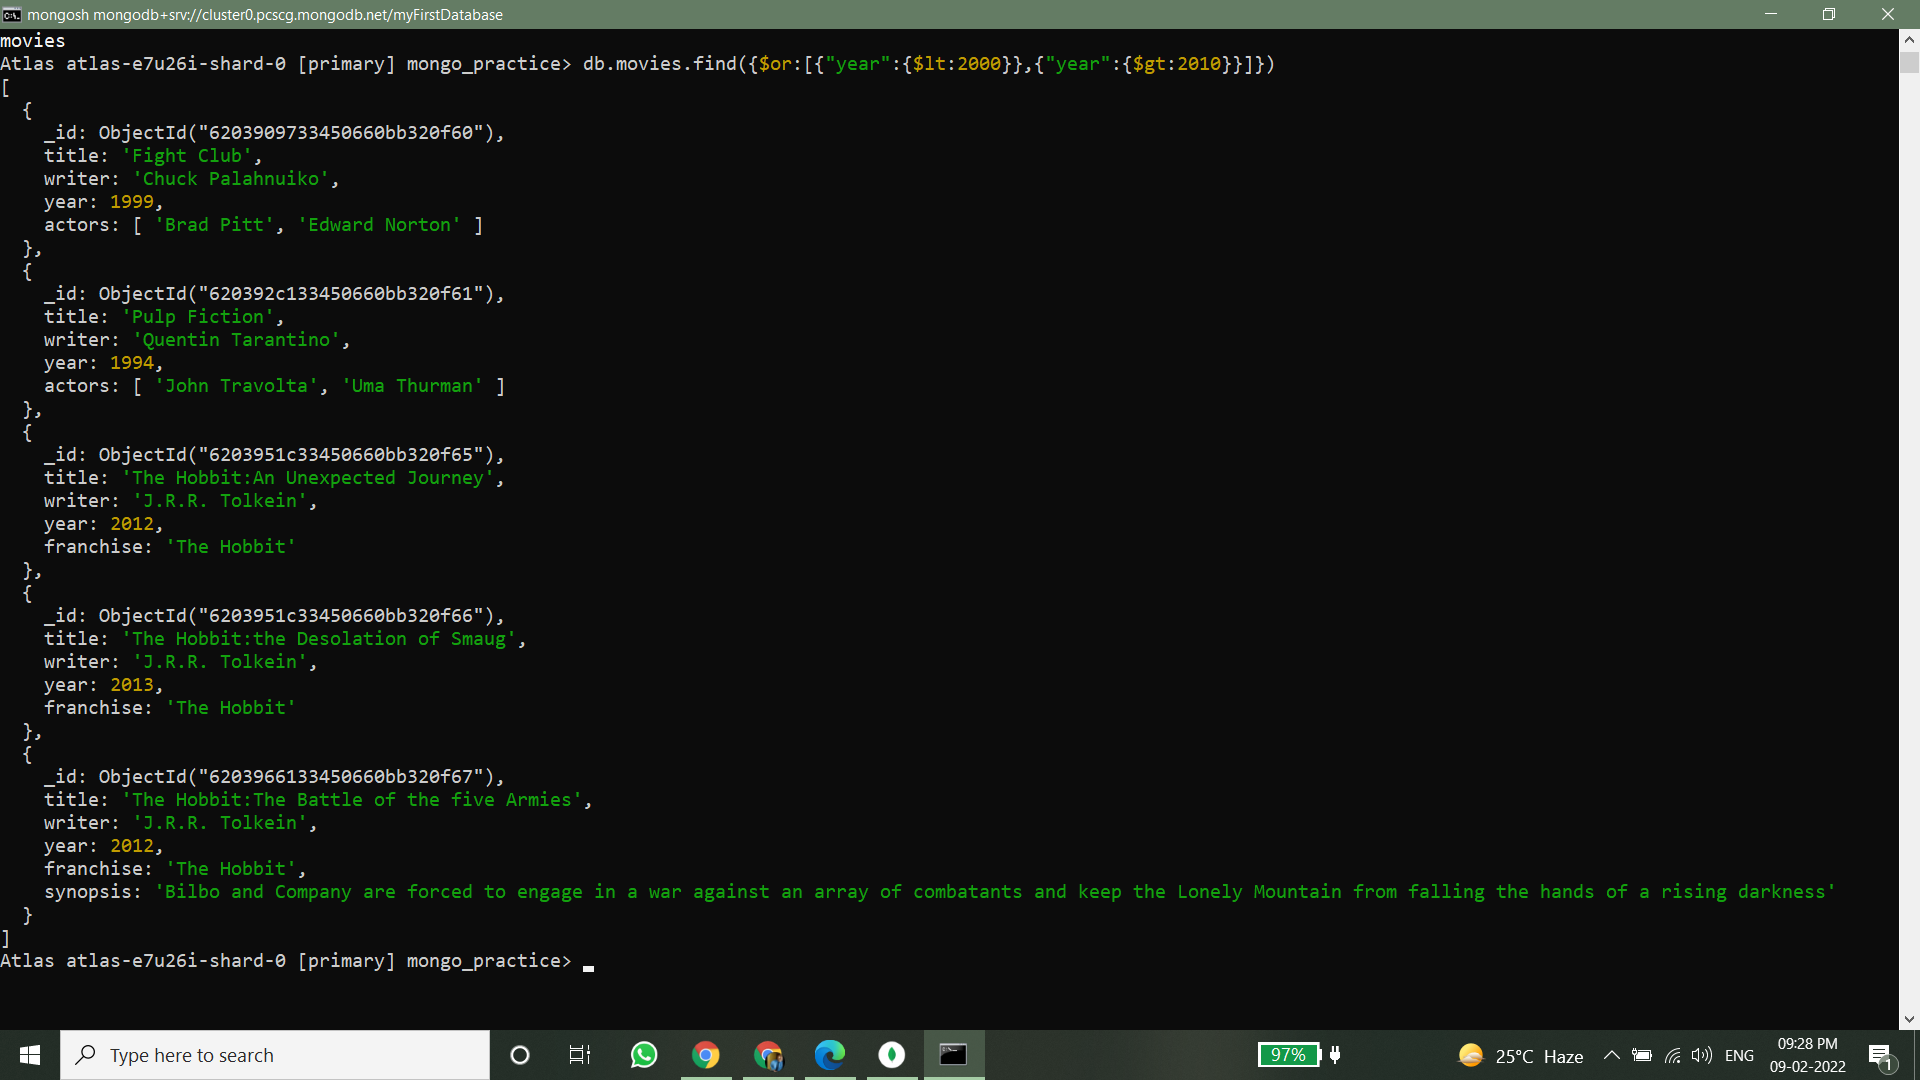 mongosh mongodb+srv://cluster0.pcscg.mongodb.net/myFirstDatabase
movies
Atlas atlas-e7u26i-shard-0 [primary] mongo_practice> db.movies.find({$or:[{"year":{$lt:2000}},{"year":{$gt:2010}}]})
[
  {
    _id: ObjectId("6203909733450660bb320f60"),
    title: 'Fight Club',
    writer: 'Chuck Palahnuiko',
    year: 1999,
    actors: [ 'Brad Pitt', 'Edward Norton' ]
  },
  {
    _id: ObjectId("620392c133450660bb320f61"),
    title: 'Pulp Fiction',
    writer: 'Quentin Tarantino',
    year: 1994,
    actors: [ 'John Travolta', 'Uma Thurman' ]
  },
  {
    _id: ObjectId("6203951c33450660bb320f65"),
    title: 'The Hobbit:An Unexpected Journey',
    writer: 'J.R.R. Tolkein',
    year: 2012,
    franchise: 'The Hobbit'
  },
  {
    _id: ObjectId("6203951c33450660bb320f66"),
    title: 'The Hobbit:the Desolation of Smaug',
    writer: 'J.R.R. Tolkein',
    year: 2013,
    franchise: 'The Hobbit'
  },
  {
    _id: ObjectId("6203966133450660bb320f67"),
    title: 'The Hobbit:The Battle of the five Armies',
    writer: 'J.R.R. Tolkein',
    year: 2012,
    franchise: 'The Hobbit',
    synopsis: 'Bilbo and Company are forced to engage in a war against an array of combatants and keep the Lonely Mountain from falling the hands of a rising darkness'
  }
]
Atlas atlas-e7u26i-shard-0 [primary] mongo_practice>
Type here to search
97%
25°C Haze
ENG
09:28 PM
09-02-2022
1